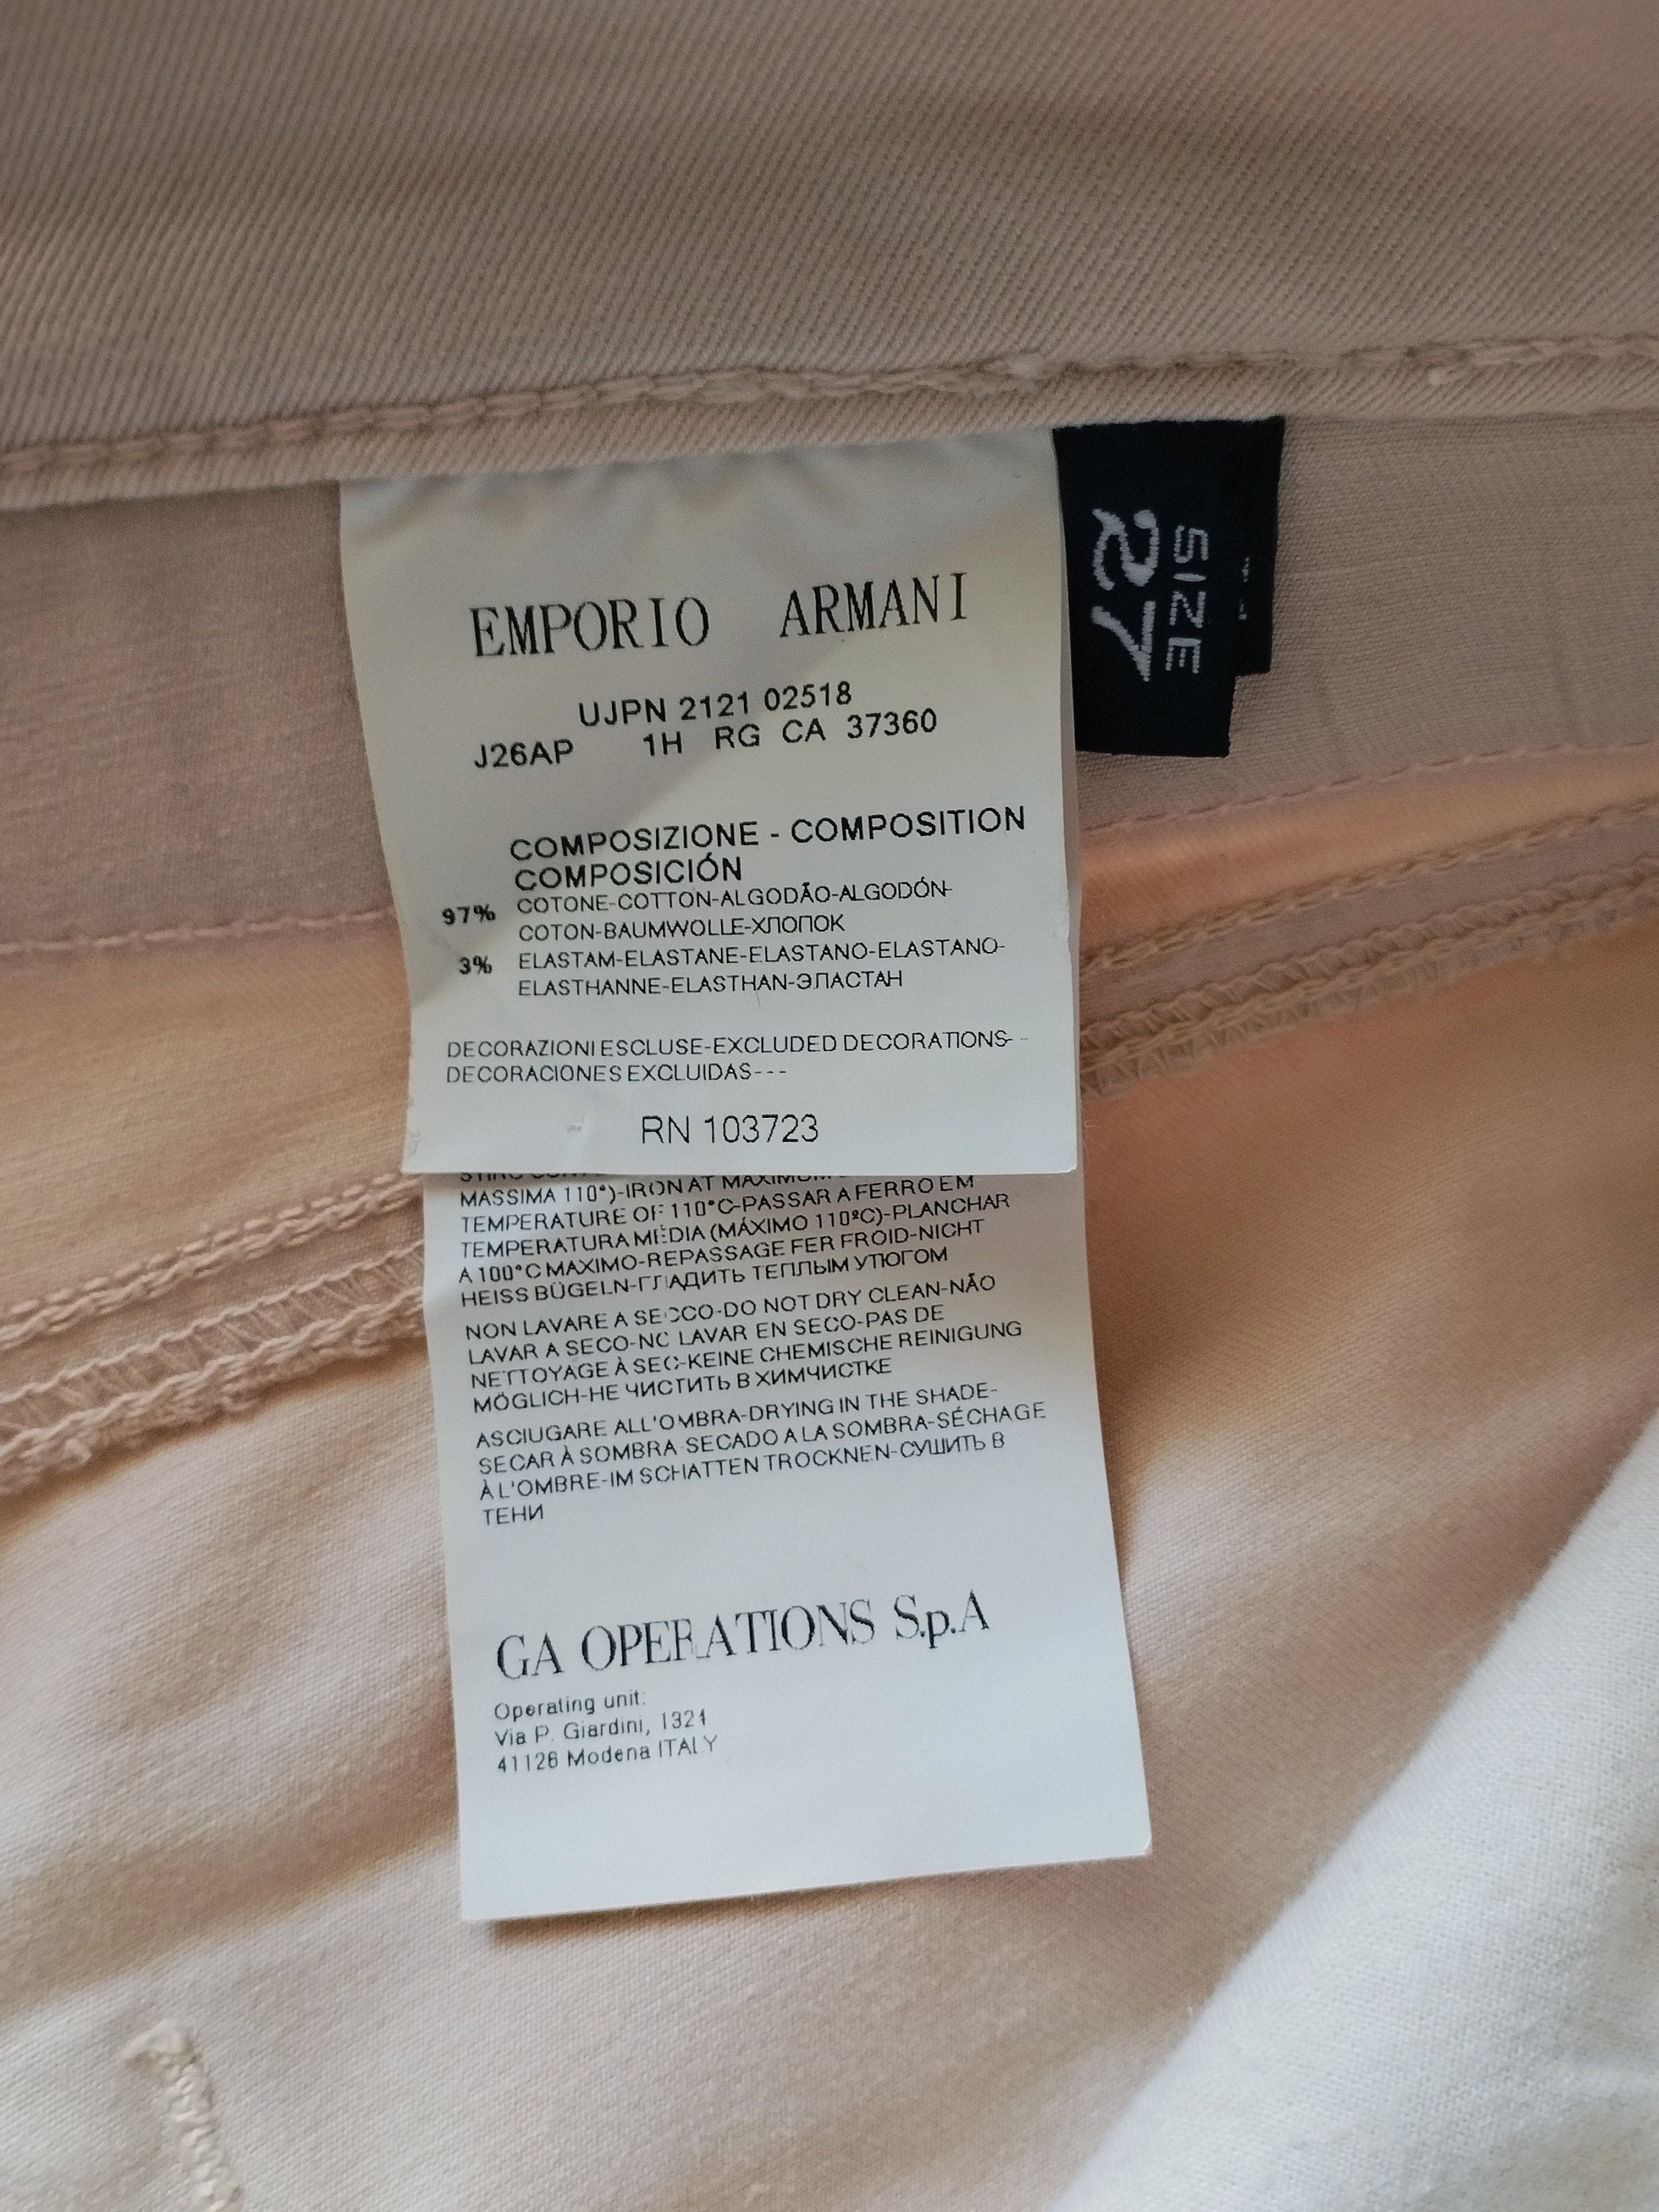 EMPORIO ARMANI
UJPN 2121 02518
J26AP 1H RG CA 37360
COMPOSIZIONE - COMPOSITION
COMPOSICIÓN
97% COTONE-COTTON-ALGODÃO-ALGODÓN-
COTON-BAUMWOLLE-ХЛОПОК
3% ELASTAM-ELASTANE-ELASTANO-ELASTANO-
ELASTHANNE-ELASTHAN-ЭЛАСТАН
DECORAZIONI ESCLUSE-EXCLUDED DECORATIONS- -
DECORACIONES EXCLUIDAS- - -
RN 103723
SIZE
27
MASSIMA 110°)-IRON AT MAXIMUM
TEMPERATURE OF 110°C-PASSAR A FERRO EM
TEMPERATURA MÉDIA (MÁXIMO 110ºC)-PLANCHAR
A 100°C MAXIMO-REPASSAGE FER FROID-NICHT
HEISS BÜGELN-ГЛАДИТЬ ТЕПЛЫМ УТЮГОМ
NON LAVARE A SECCO-DO NOT DRY CLEAN-NÃO
LAVAR A SECO-NO LAVAR EN SECO-PAS DE
NETTOYAGE À SEC-KEINE CHEMISCHE REINIGUNG
MÖGLICH-НЕ ЧИСТИТЬ В ХИМЧИСТКЕ
ASCIUGARE ALL'OMBRA-DRYING IN THE SHADE-
SECAR À SOMBRA-SECADO A LA SOMBRA-SÉCHAGE
À L'OMBRE-IM SCHATTEN TROCKNEN-СУШИТЬ В
ТЕНИ
GA OPERATIONS S.p.A
Operating unit:
Via P. Giardini, 1321
41126 Modena ITALY